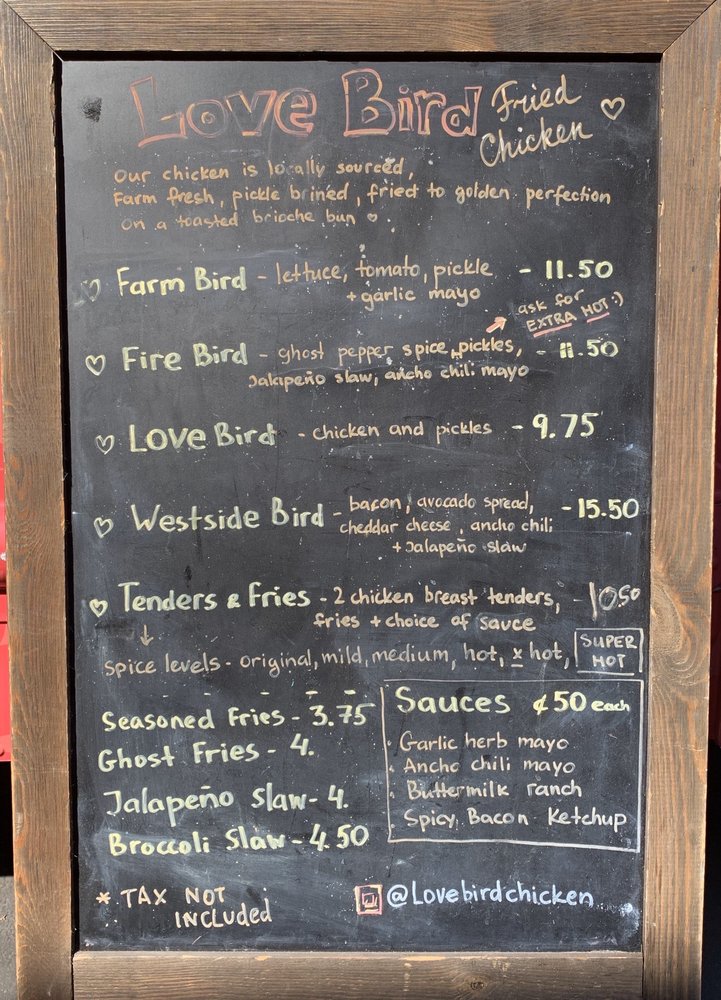 Love Bird Fried Chicken
Our chicken is locally sourced,
Farm fresh, pickle brined, fried to golden perfection
on a toasted brioche bun
Farm Bird - lettuce, tomato, pickle - 11.50
+ garlic mayo
ask for
EXTRA HOT :)
Fire Bird - ghost pepper spice, pickles, - 11.50
Jalapeño slaw, ancho chili mayo
Love Bird - chicken and pickles - 9.75
Westside Bird - bacon, avocado spread, - 15.50
cheddar cheese, ancho chili
+ Jalapeño slaw
Tenders & Fries - 2 chicken breast tenders, - 10.50
fries + choice of sauce
Spice levels - original, mild, medium, hot, x hot, SUPER HOT
Seasoned Fries - 3.75
Ghost Fries - 4.
Jalapeño Slaw - 4.
Broccoli Slaw - 4.50
Sauces ¢50 each
Garlic herb mayo
Ancho chili mayo
Buttermilk ranch
Spicy Bacon Ketchup
* TAX NOT
INCLUDED
@Lovebirdchicken